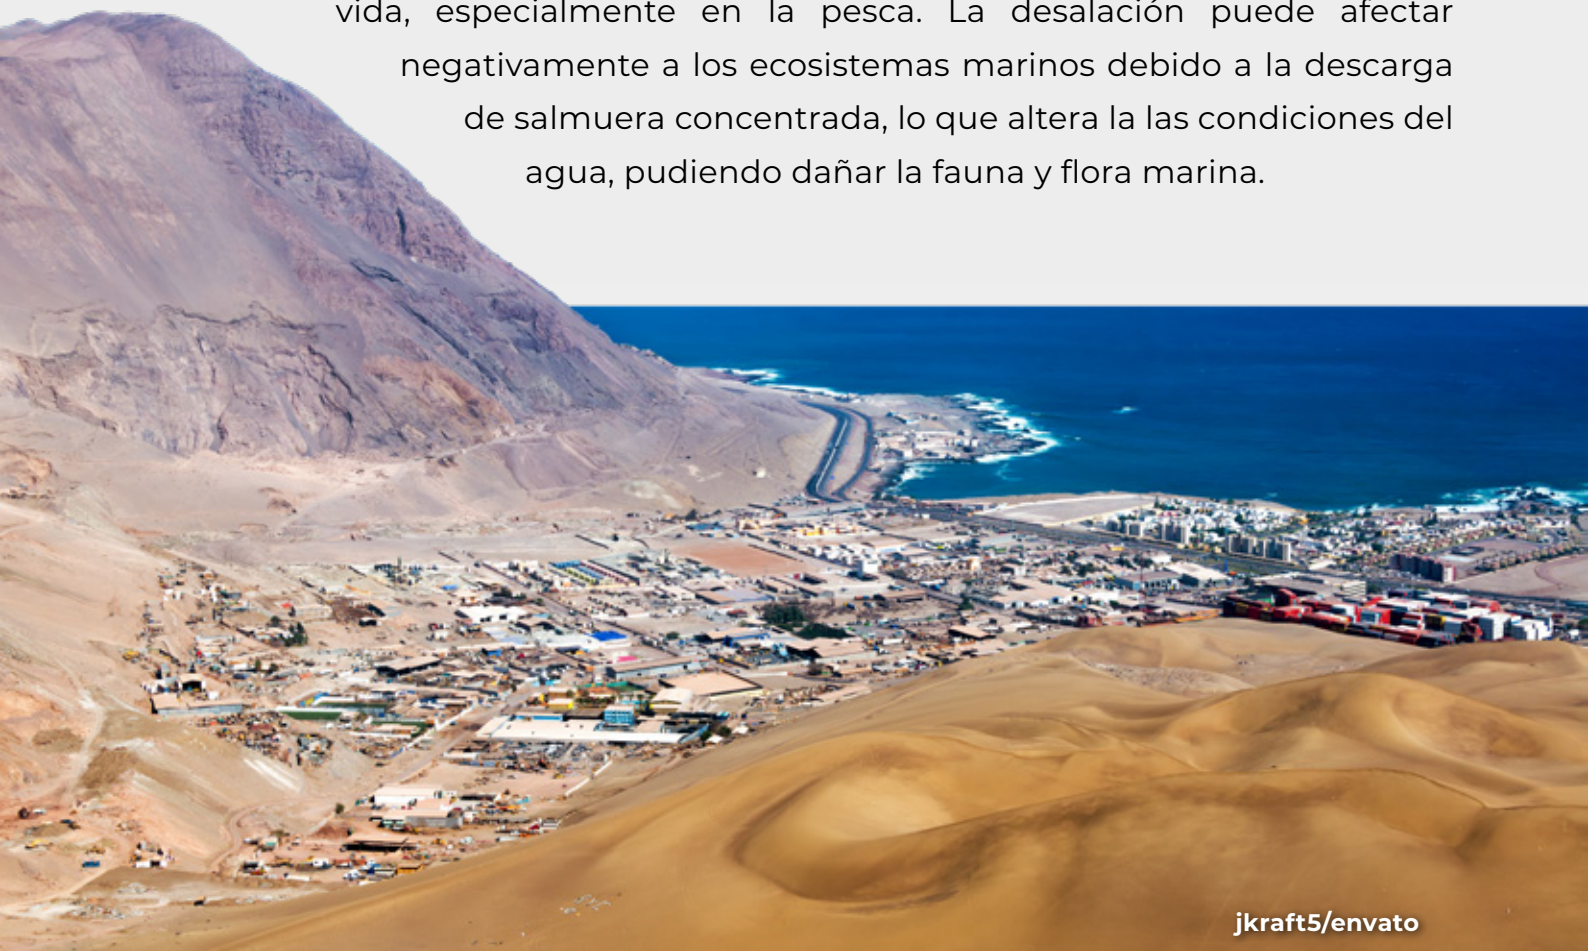 vida, especialmente en la pesca. La desalación puede afectar
negativamente a los ecosistemas marinos debido a la descarga
de salmuera concentrada, lo que altera la las condiciones del
agua, pudiendo dañar la fauna y flora marina.
jkraft5/envato